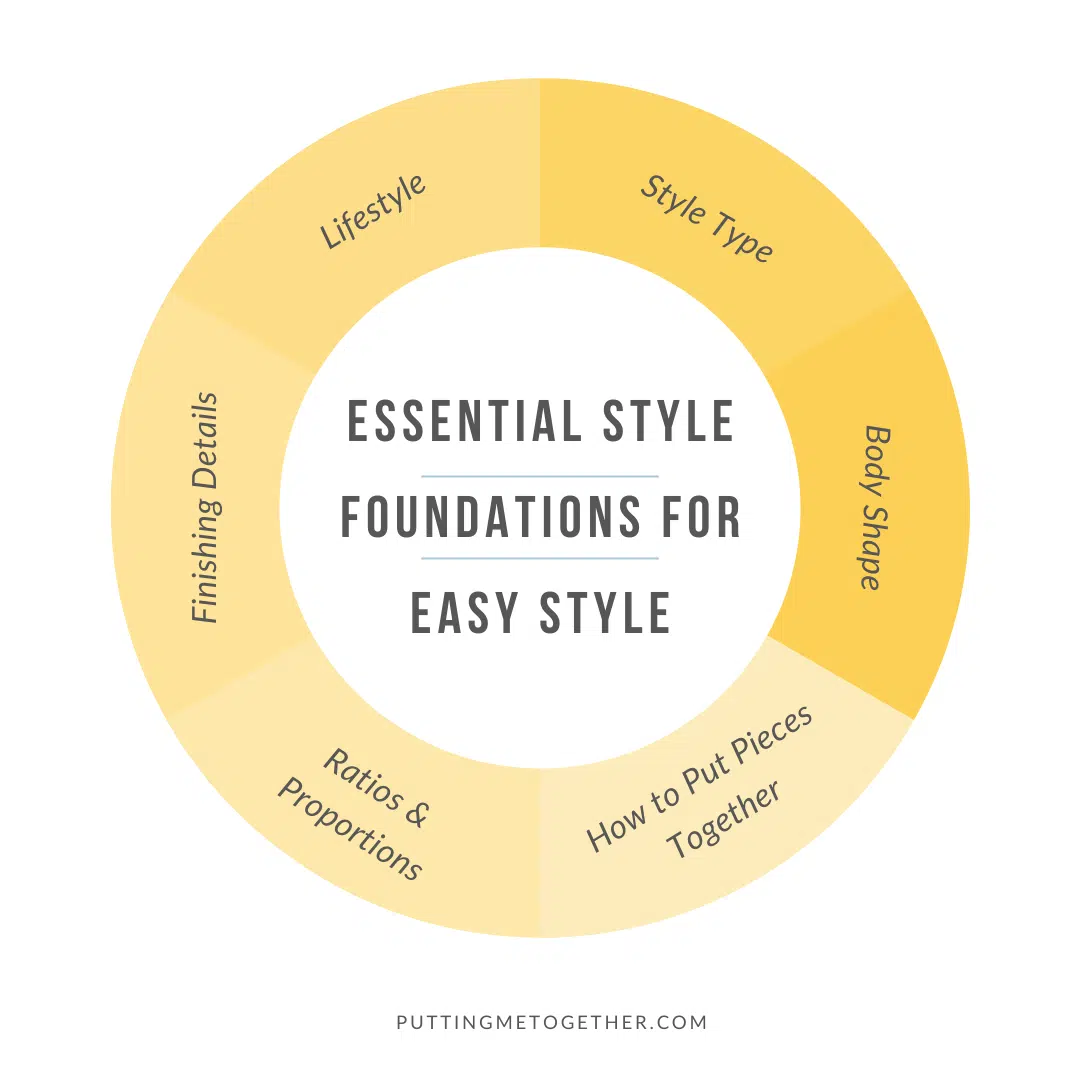 Lifestyle
Style Type
Body Shape
How to Put Pieces
Together
Ratios &
Proportions
Finishing Details
ESSENTIAL STYLE
FOUNDATIONS FOR
EASY STYLE
PUTTINGMETOGETHER.COM